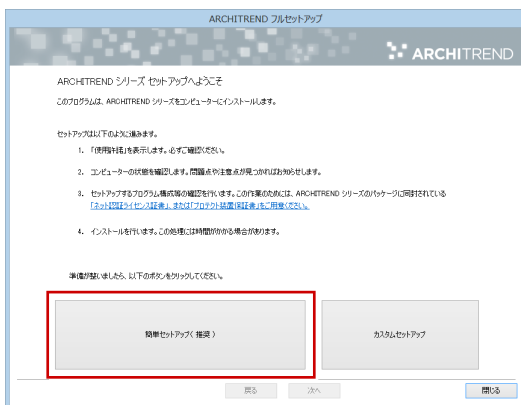 ARCHITREND フルセットアップ
ARCHITREND
ARCHITREND シリーズ セットアップへようこそ
このプログラムは、ARCHITREND シリーズをコンピューターにインストールします。
セットアップは以下のように進みます。
1. 「使用許諾」を表示します。必ずご確認ください。
2. コンピューターの状態を確認します。問題点や注意点が見つかればお知らせします。
3. セットアップするプログラム構成等の確認を行います。この作業のためには、ARCHITREND シリーズのパッケージに同封されている
「ネット認証ライセンス証書」、または「プロテクト装置保証書」をご用意ください。
4. インストールを行います。この処理には時間がかかる場合があります。
準備が整いましたら、以下のボタンをクリックしてください。
簡単セットアップ( 推奨 )
カスタムセットアップ
戻る
次へ
閉じる